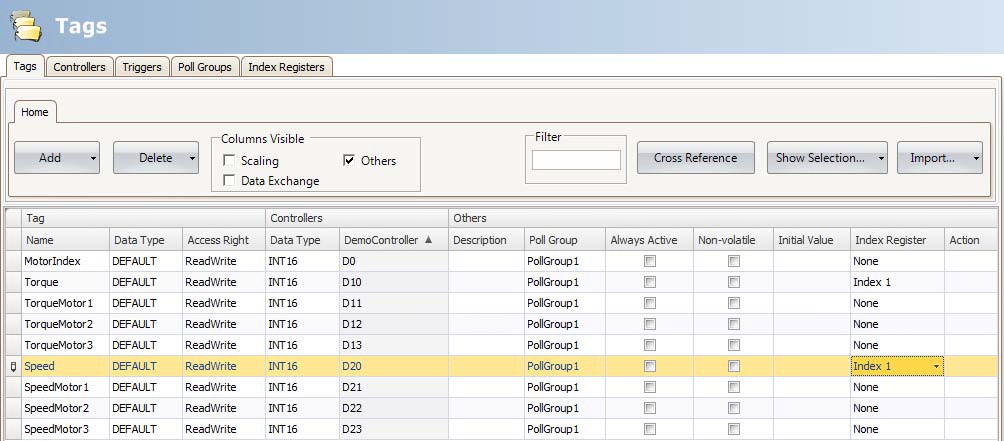 Tags
Tags Controllers Triggers Poll Groups Index Registers
Home
Add Delete Columns Visible Scaling Others Data Exchange Filter Cross Reference Show Selection... Import...
Tag Controllers Others
Name Data Type Access Right Data Type DemoController Description Poll Group Always Active Non-volatile Initial Value Index Register Action
MotorIndex DEFAULT ReadWrite INT16 D0 PollGroup1 None
Torque DEFAULT ReadWrite INT16 D10 PollGroup1 Index 1
TorqueMotor1 DEFAULT ReadWrite INT16 D11 PollGroup1 None
TorqueMotor2 DEFAULT ReadWrite INT16 D12 PollGroup1 None
TorqueMotor3 DEFAULT ReadWrite INT16 D13 PollGroup1 None
Speed DEFAULT ReadWrite INT16 D20 PollGroup1 Index 1
SpeedMotor1 DEFAULT ReadWrite INT16 D21 PollGroup1 None
SpeedMotor2 DEFAULT ReadWrite INT16 D22 PollGroup1 None
SpeedMotor3 DEFAULT ReadWrite INT16 D23 PollGroup1 None